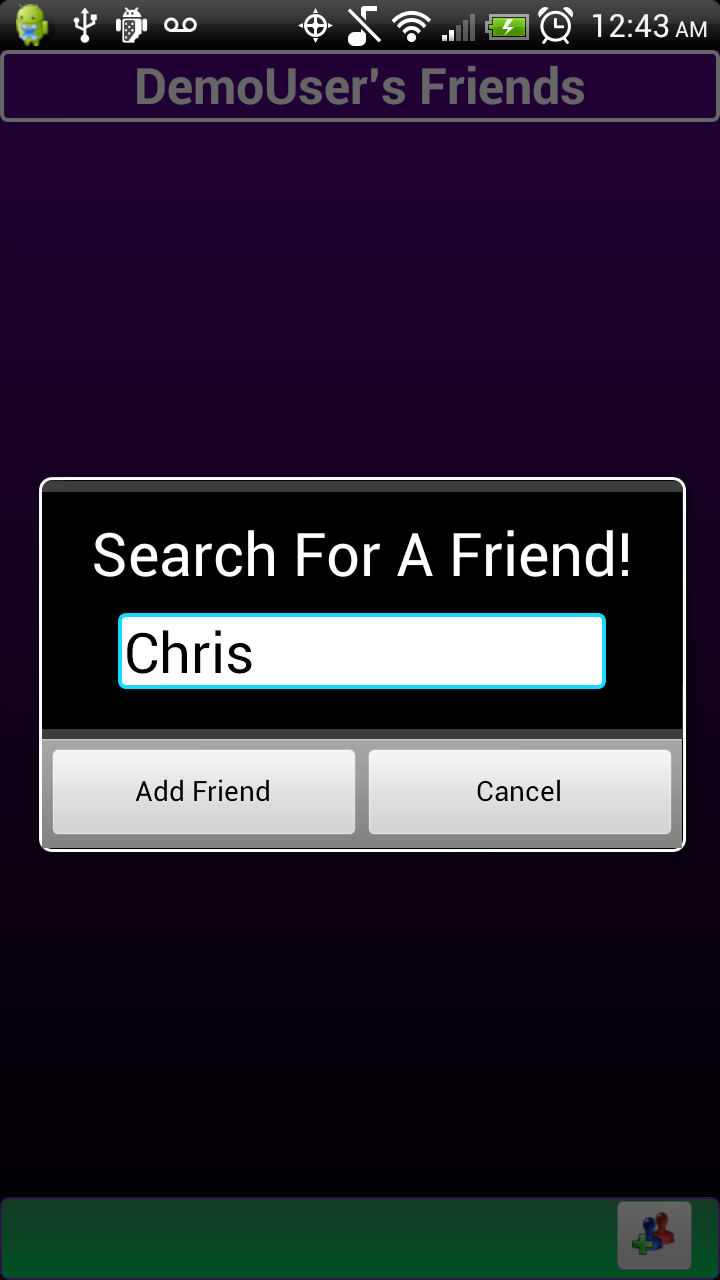 12:43 AM
DemoUser's Friends
Search For A Friend!
Chris
Add Friend
Cancel